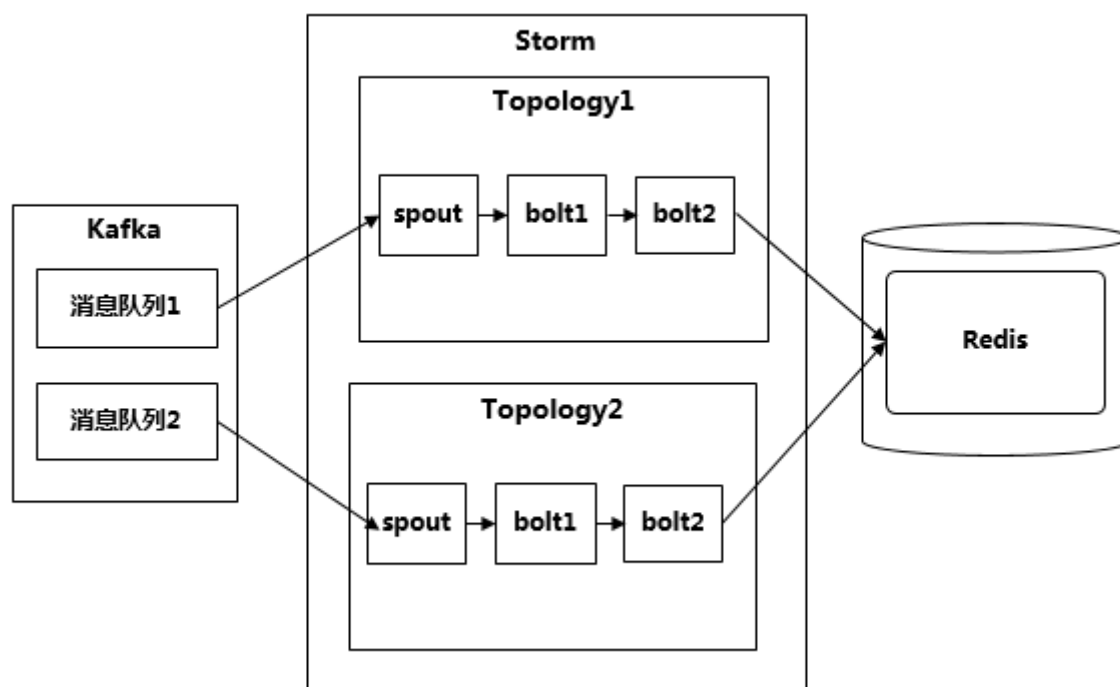 Storm
Topology1
spout
bolt1
bolt2
Kafka
消息队列1
消息队列2
Redis
Topology2
spout
bolt1
bolt2